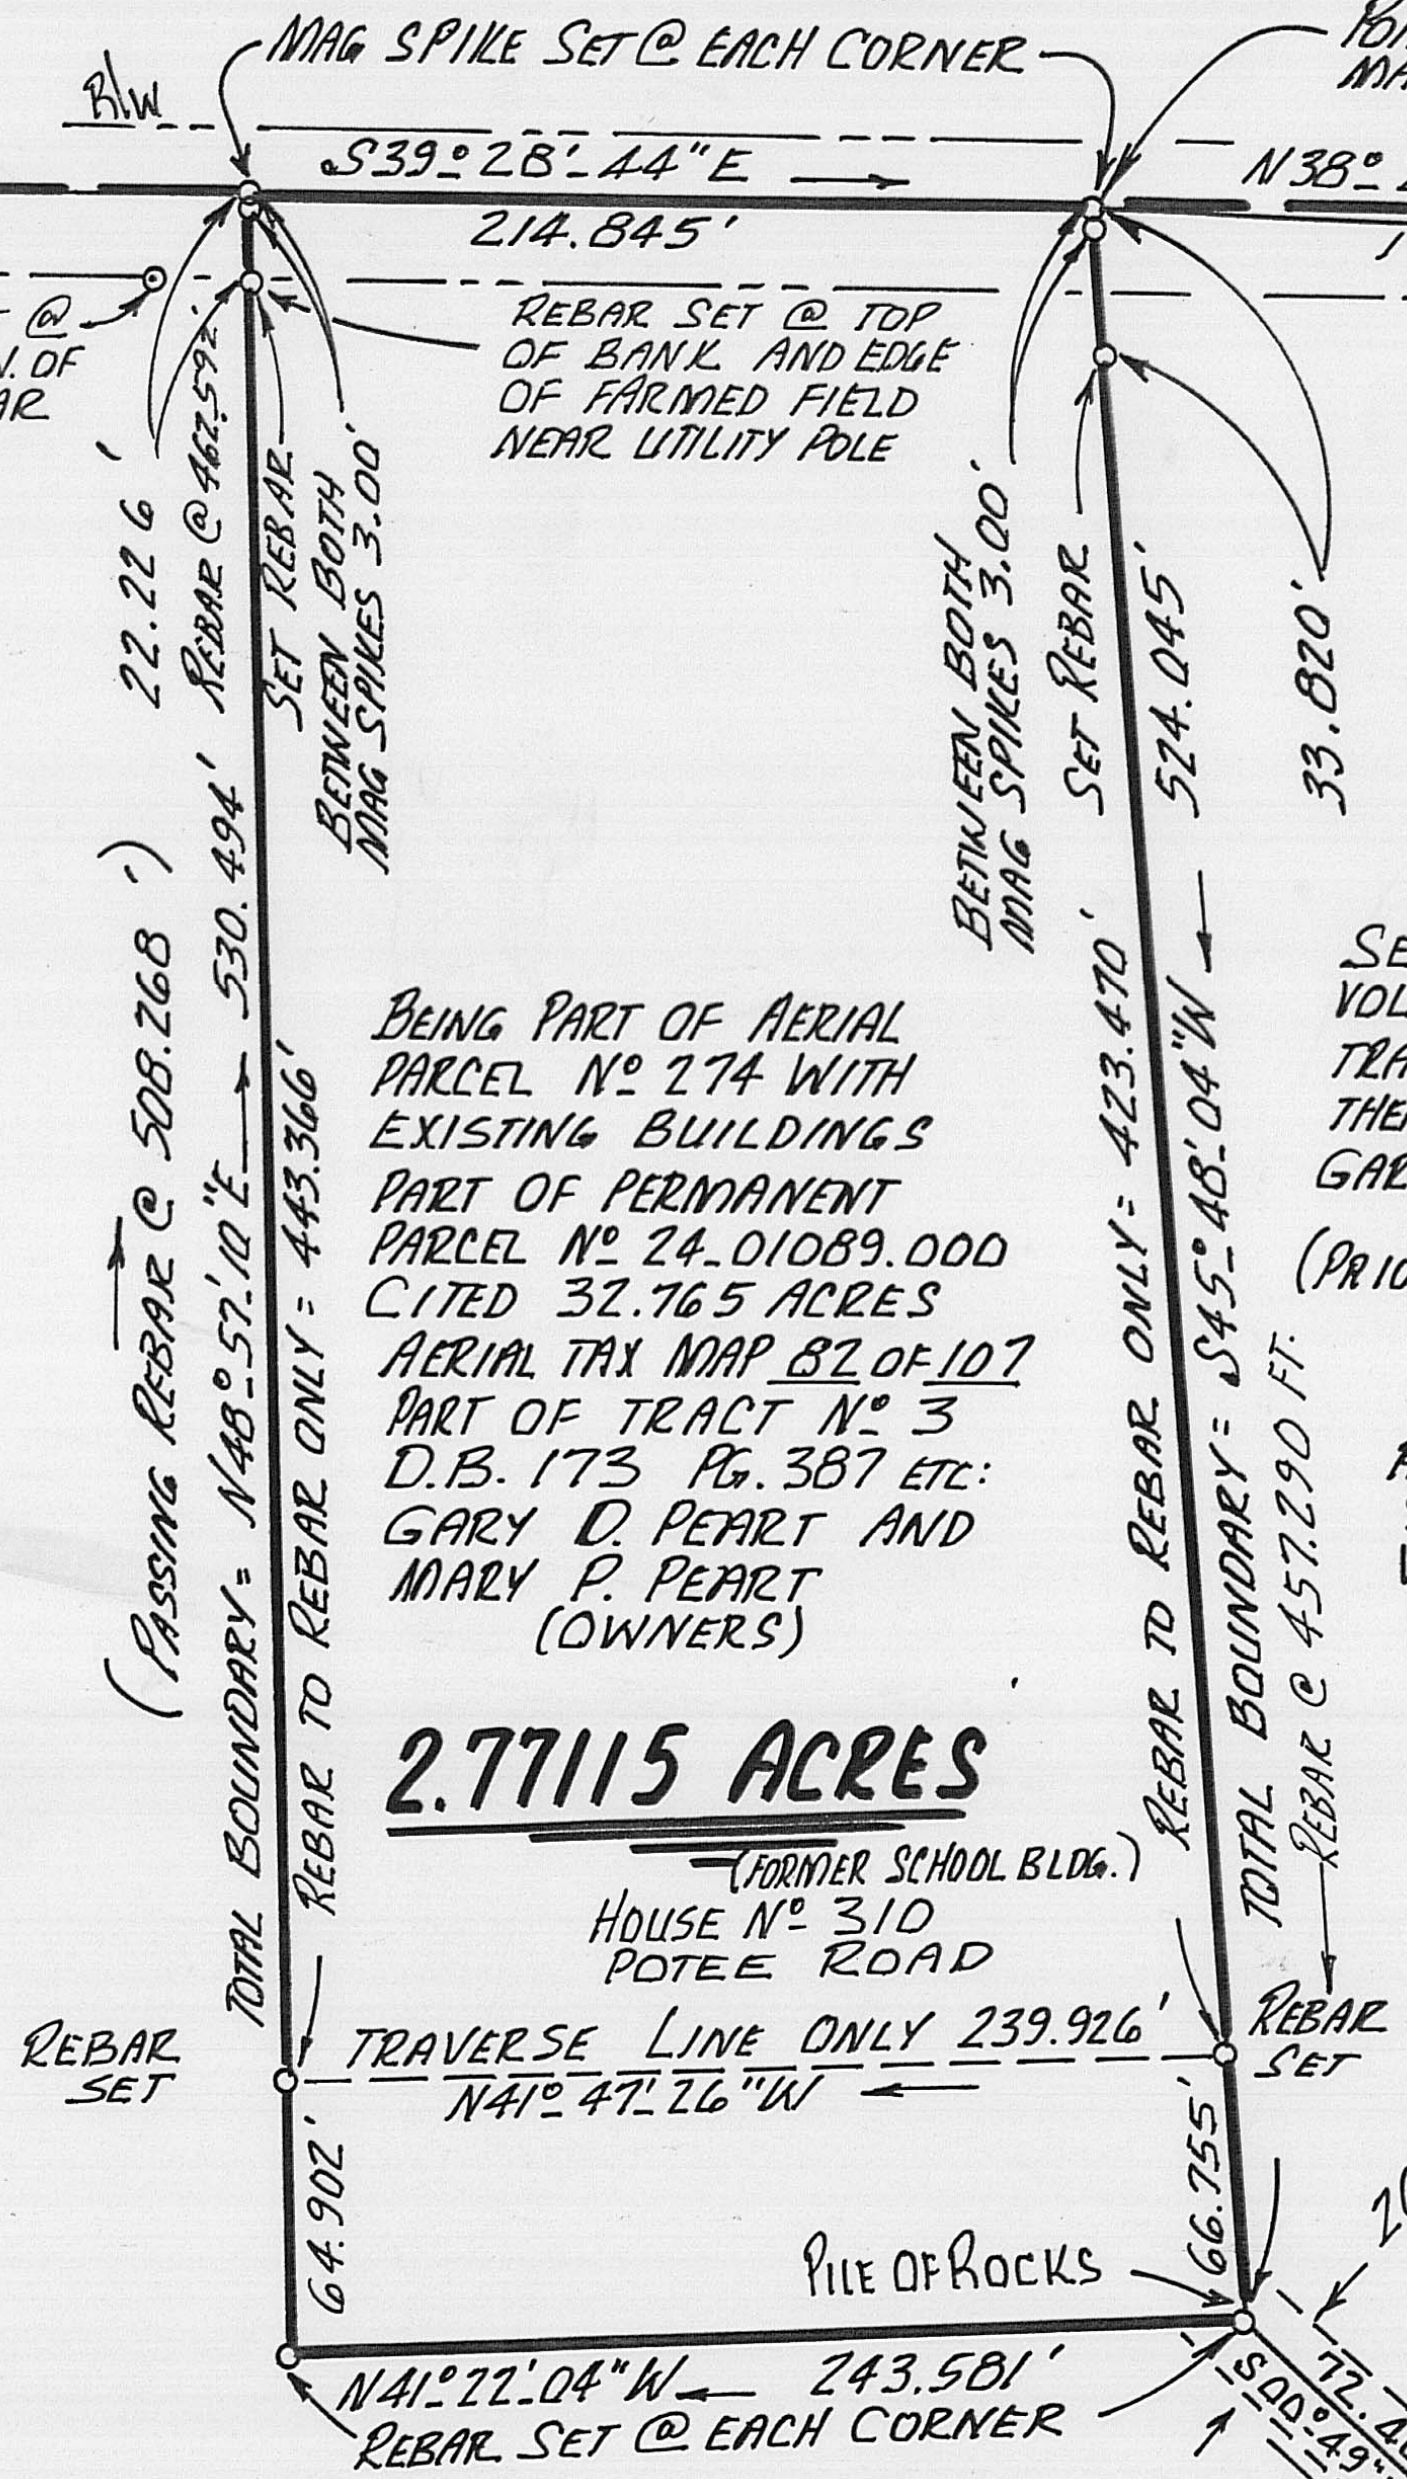 MAG SPIKE SET @ EACH CORNER
R/W
S39°-28'-44"E
N38°
214.845'
REBAR SET @ TOP
OF BANK AND EDGE
OF FARMED FIELD
NEAR UTILITY POLE
@
OF
22.226'
REBAR @ 462.592'
SET REBAR
BETWEEN BOTH
MAG SPIKES 3.00'
BETWEEN BOTH
MAG SPIKES 3.00'
SET REBAR
524.045'
33.820'
(PASSING REBAR @ 508.268')
TOTAL BOUNDARY = N48°-57'-10"E 530.494'
REBAR TO REBAR ONLY = 443.366'
BEING PART OF AERIAL
PARCEL Nº 274 WITH
EXISTING BUILDINGS
PART OF PERMANENT
PARCEL Nº 24-01089.000
CITED 32.765 ACRES
AERIAL TAX MAP 82 OF 107
PART OF TRACT Nº 3
D.B. 173 PG. 387 ETC:
GARY D. PEART AND
MARY P. PEART
(OWNERS)
REBAR TO REBAR ONLY = 423.470'
TOTAL BOUNDARY = S45°-48'-04"W
REBAR @ 457.290 FT.
2.77115 ACRES
(FORMER SCHOOL BLDG.)
HOUSE Nº 310
POTEE ROAD
REBAR
SET
TRAVERSE LINE ONLY 239.926'
N41°-47'-26"W
REBAR
SET
64.902'
66.755'
PILE OF ROCKS
N41°-22'-04"W 243.581'
REBAR SET @ EACH CORNER
72.
S00°-49'